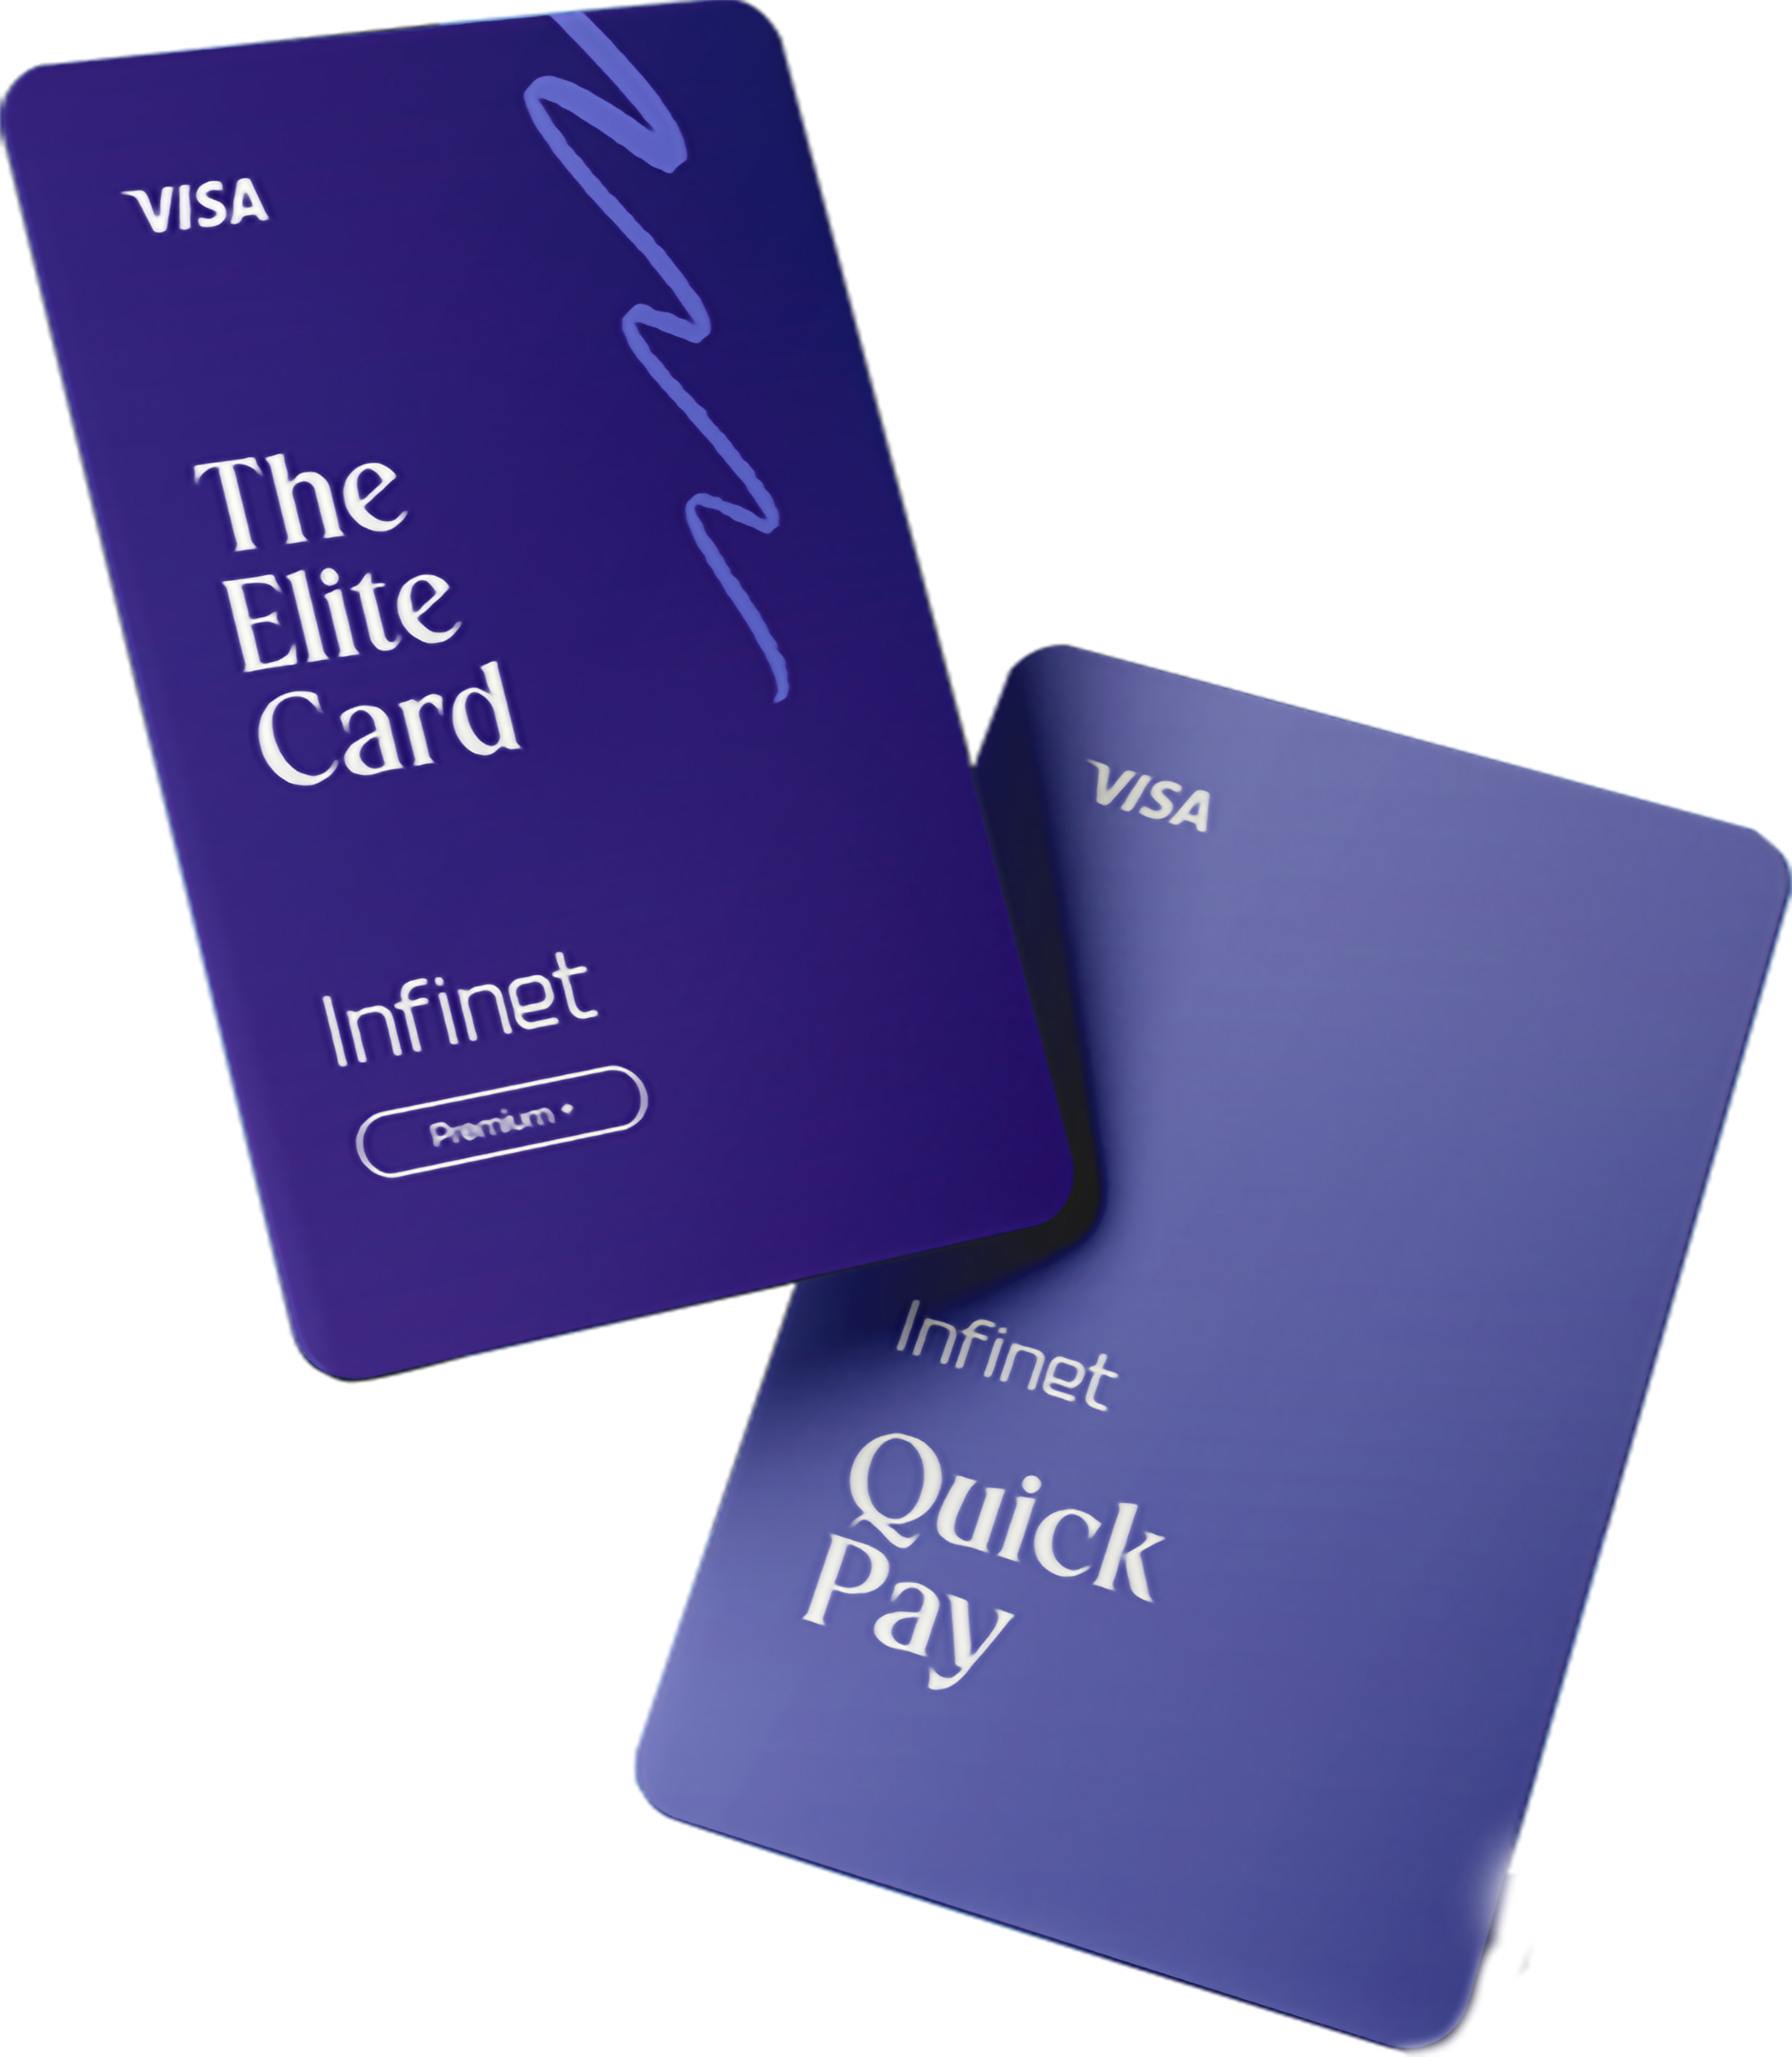 VISA
The
Elite
Card
Infinet
Premium
VISA
Infinet
Quick
Pay